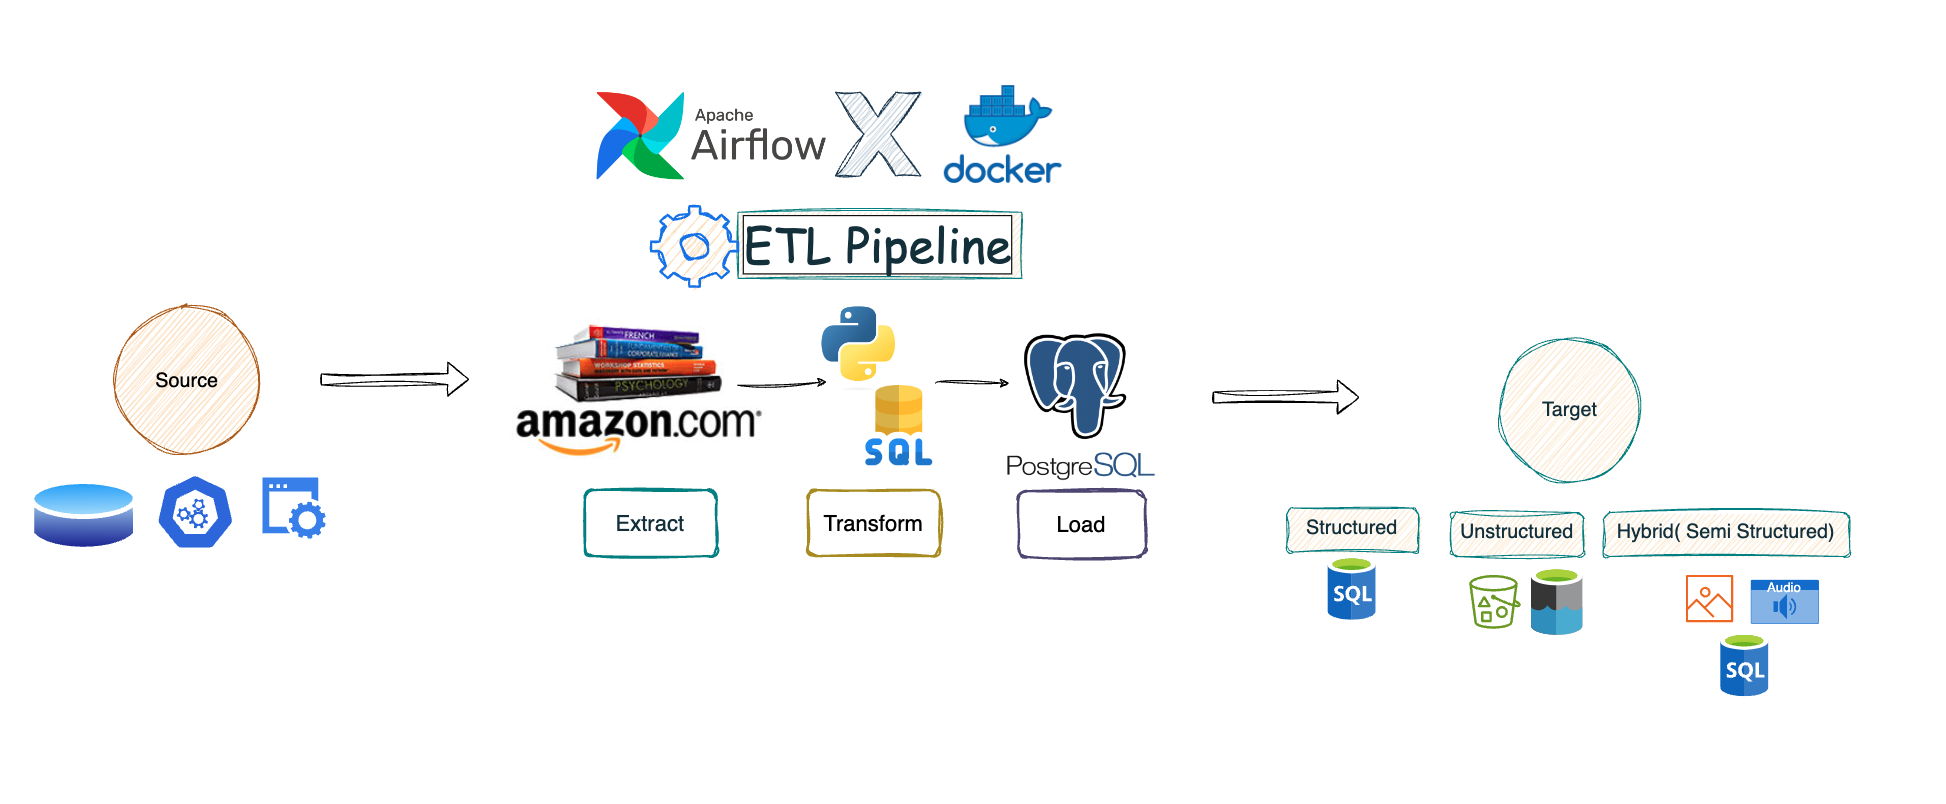 Apache
Airflow
X
docker
ETL Pipeline
Source
FRENCH
CORPORATE FINANCE
WORKSHOP STATISTICS
PSYCHOLOGY
amazon.com
SQL
PostgreSQL
Extract
Transform
Load
Target
Structured
Unstructured
Hybrid( Semi Structured)
SQL
Audio
SQL